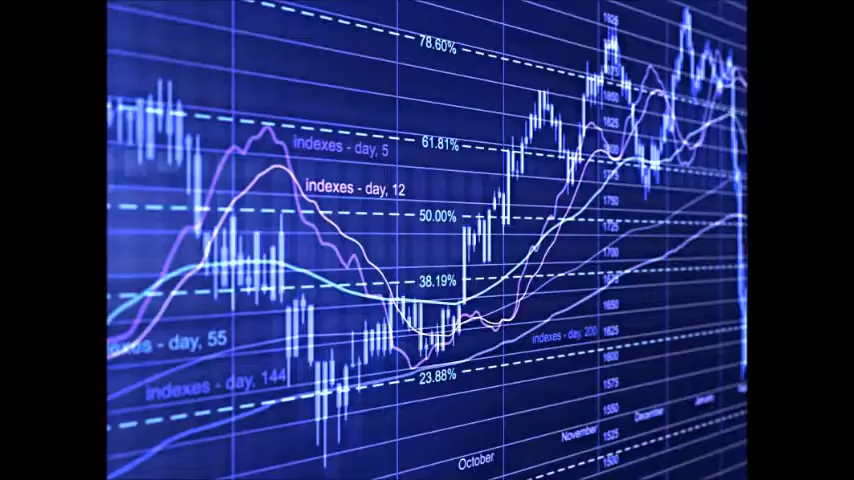 78.60%
61.81%
indexes - day, 5
indexes - day, 12
50.00%
38.19%
indexes - day, 55
indexes - day, 200
indexes - day, 144
23.88%
October
November
December
January
1925
1850
1825
1775
1750
1725
1700
1675
1650
1625
1600
1575
1550
1525
1500